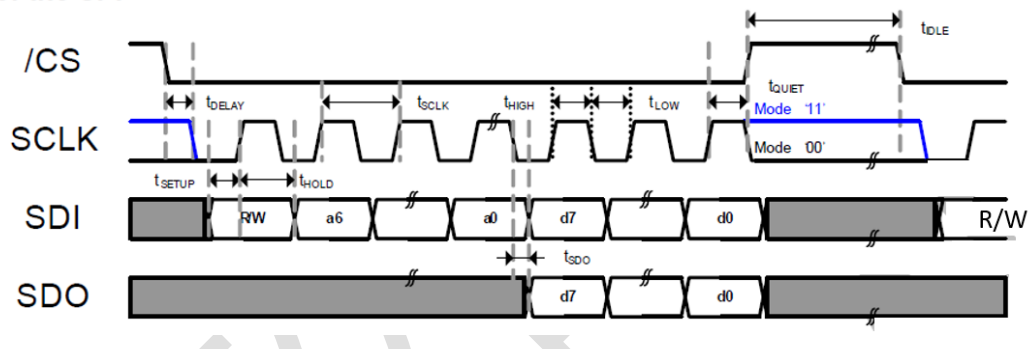 tIDLE
/CS
tDELAY tSCLK tHIGH tLOW tQUIET
Mode '11'
SCLK
Mode '00'
tSETUP tHOLD
SDI R/W a6 a0 d7 d0 R/W
tSDO
SDO d7 d0